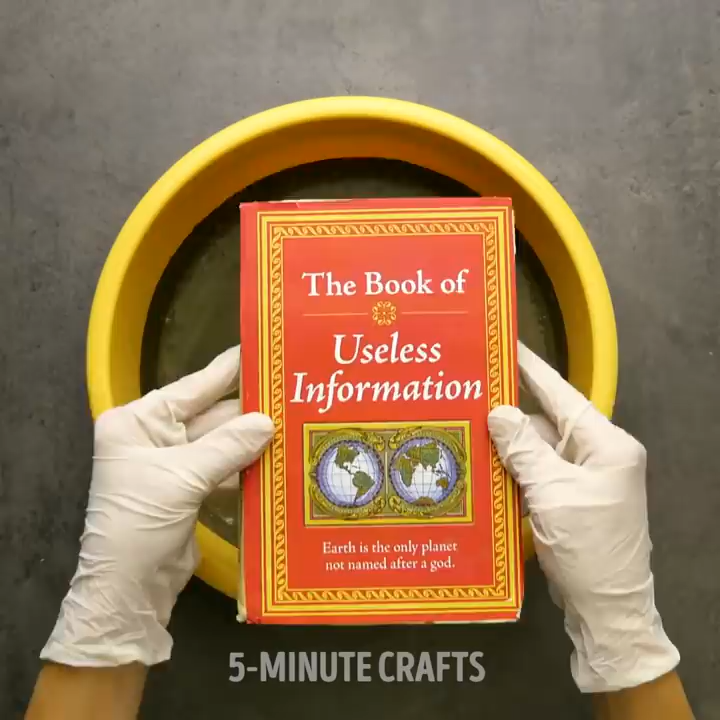 The Book of
Useless
Information
Earth is the only planet
not named after a god.
5-MINUTE CRAFTS